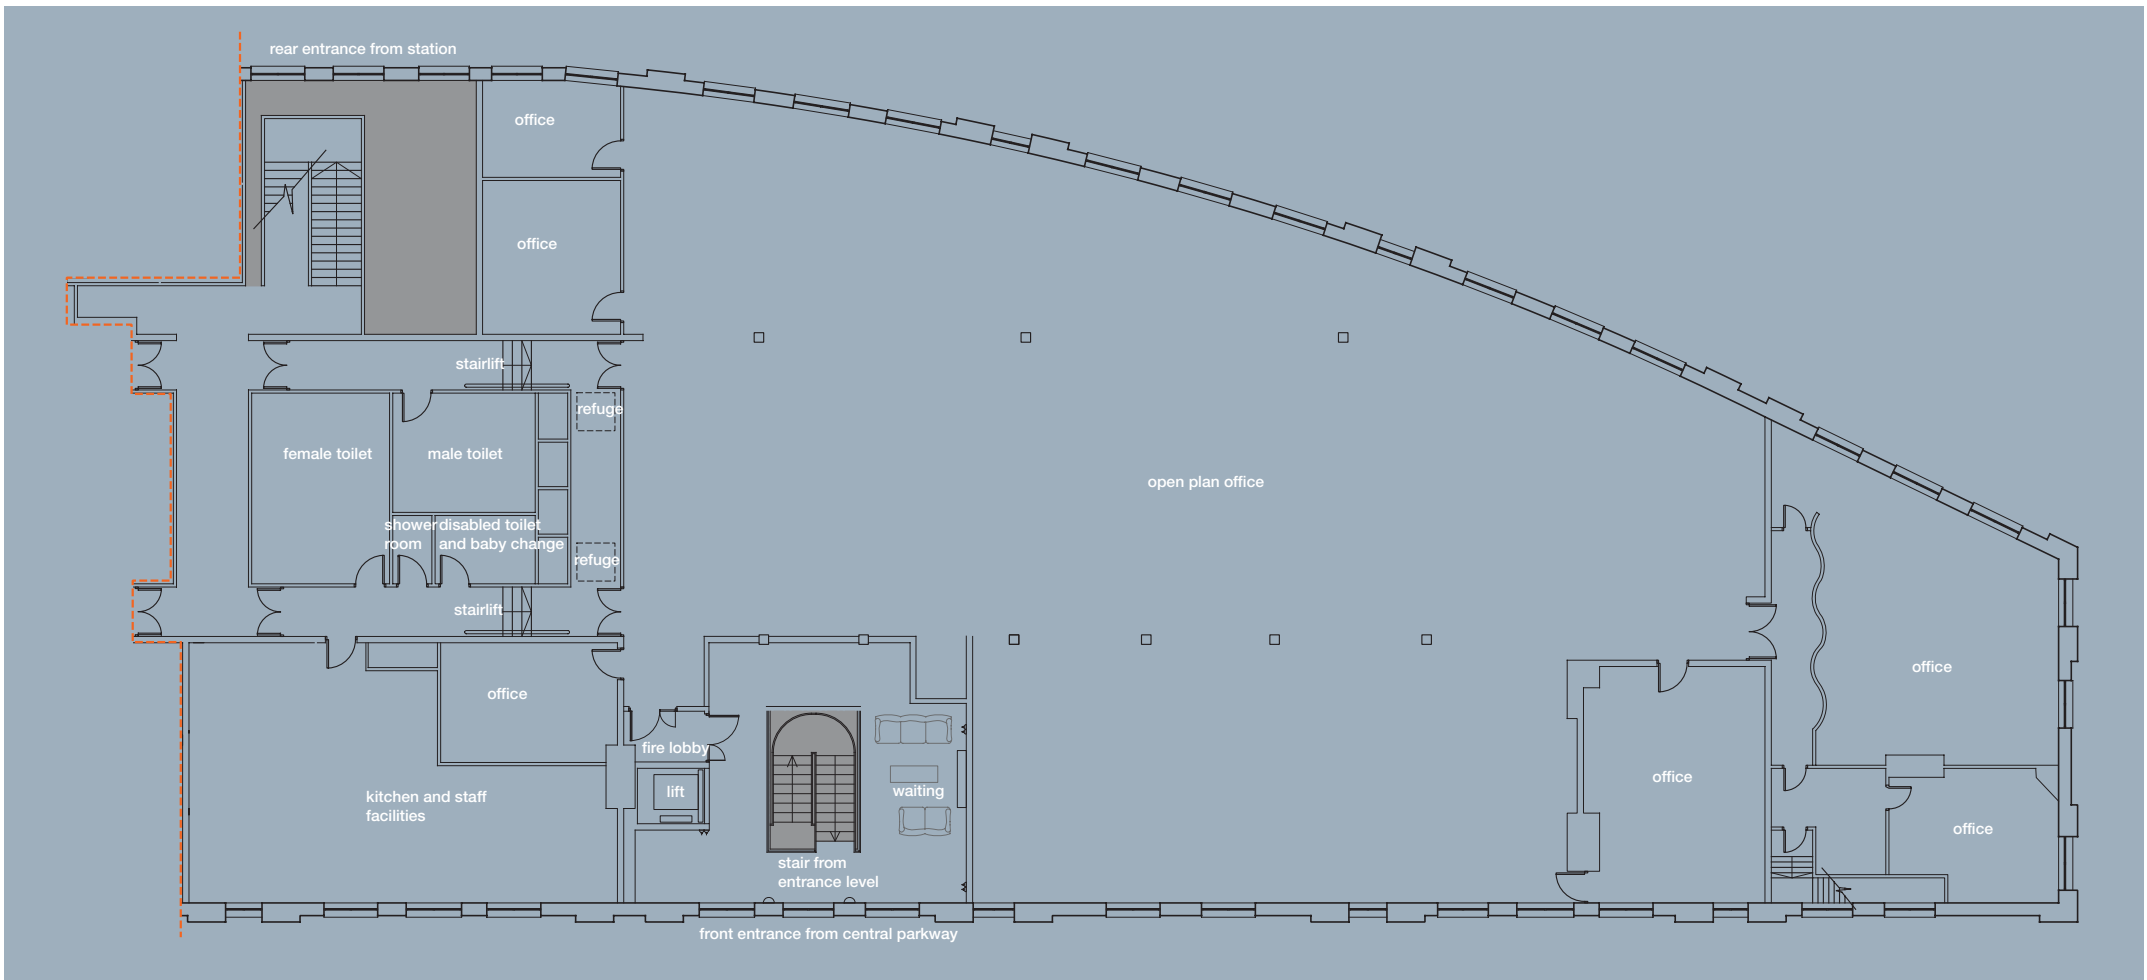 rear entrance from station
office
office
stairlift
refuge
female toilet
male toilet
open plan office
shower
room
disabled toilet
and baby change
refuge
stairlift
office
office
fire lobby
lift
waiting
office
kitchen and staff
facilities
office
stair from
entrance level
front entrance from central parkway